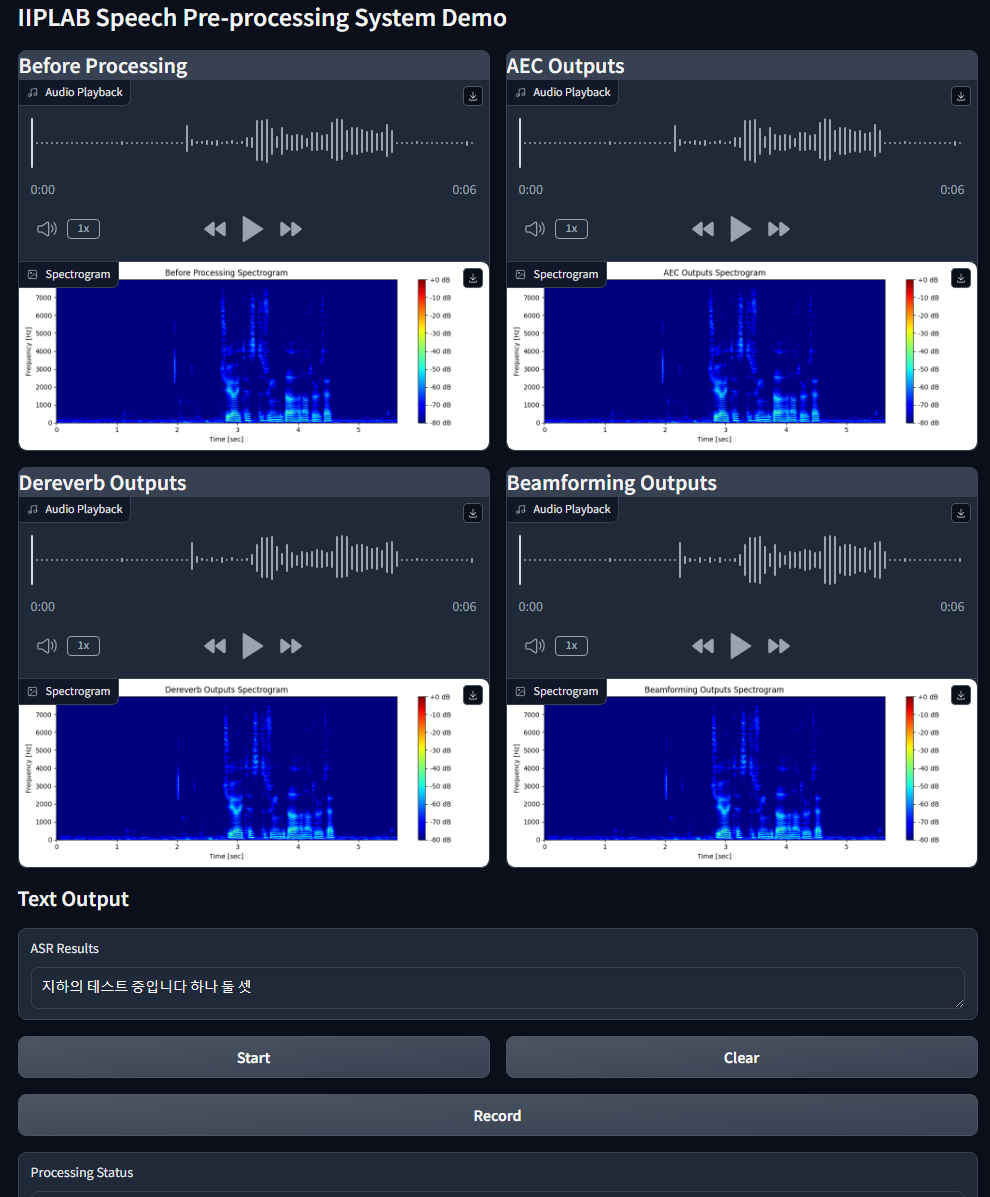 IIPLAB Speech Pre-processing System Demo
Before Processing
Audio Playback
0:00
0:06
1x
Spectrogram
Before Processing Spectrogram
Frequency [Hz]
7000
6000
5000
4000
3000
2000
1000
0
0 1 2 3 4 5
Time [sec]
+0 dB
-10 dB
-20 dB
-30 dB
-40 dB
-50 dB
-60 dB
-70 dB
-80 dB
AEC Outputs
Audio Playback
0:00
0:06
1x
Spectrogram
AEC Outputs Spectrogram
Frequency [Hz]
7000
6000
5000
4000
3000
2000
1000
0
0 1 2 3 4 5
Time [sec]
+0 dB
-10 dB
-20 dB
-30 dB
-40 dB
-50 dB
-60 dB
-70 dB
-80 dB
Dereverb Outputs
Audio Playback
0:00
0:06
1x
Spectrogram
Dereverb Outputs Spectrogram
Frequency [Hz]
7000
6000
5000
4000
3000
2000
1000
0
0 1 2 3 4 5
Time [sec]
+0 dB
-10 dB
-20 dB
-30 dB
-40 dB
-50 dB
-60 dB
-70 dB
-80 dB
Beamforming Outputs
Audio Playback
0:00
0:06
1x
Spectrogram
Beamforming Outputs Spectrogram
Frequency [Hz]
7000
6000
5000
4000
3000
2000
1000
0
0 1 2 3 4 5
Time [sec]
+0 dB
-10 dB
-20 dB
-30 dB
-40 dB
-50 dB
-60 dB
-70 dB
-80 dB
Text Output
ASR Results
지하의 테스트 중입니다 하나 둘 셋
Start
Clear
Record
Processing Status